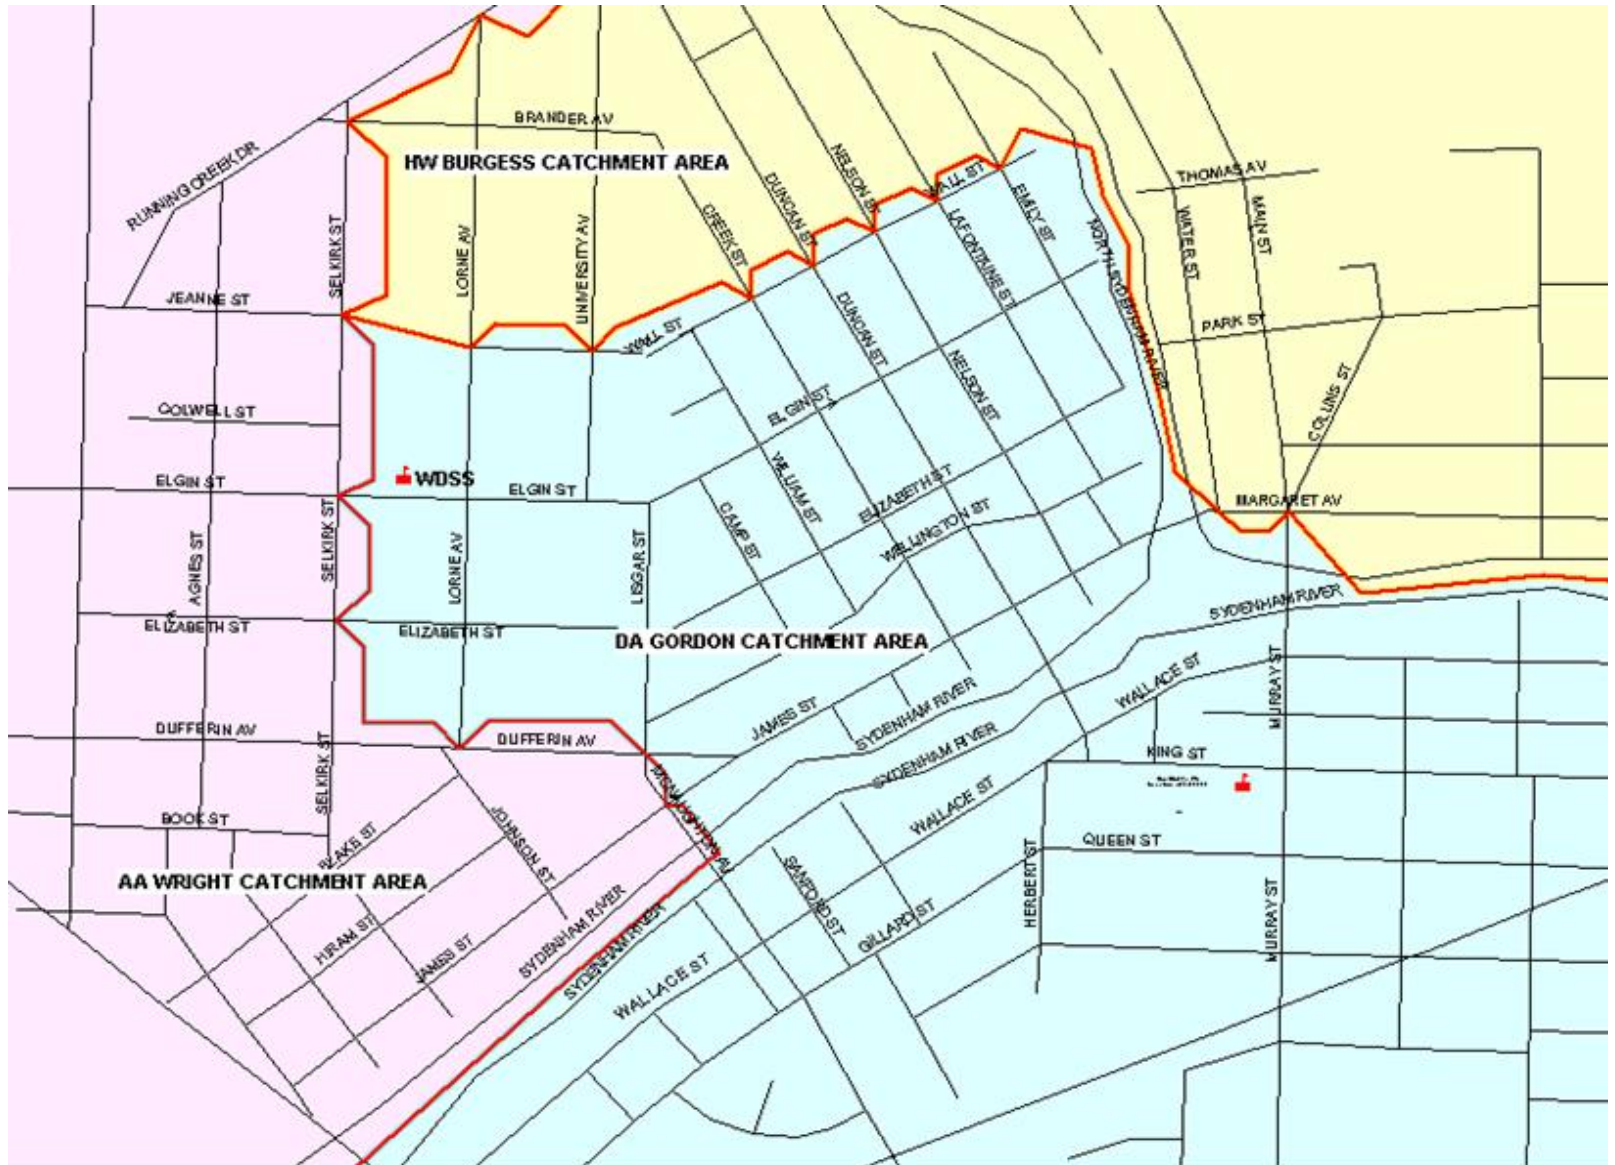 BRANDER AV
HW BURGESS CATCHMENT AREA
RUNNING CREEK DR
THOMAS AV
NELSON ST
DUNCAN ST
WALL ST
EMILY ST
CREEK ST
LAFONTAINE ST
WATER ST
MAIN ST
SELKIRK ST
LORNE AV
UNIVERSITY AV
NORTH SYDENHAM RIVER
JEANNE ST
WALL ST
DUNCAN ST
PARK ST
NELSON ST
COLLINS ST
COLWELL ST
ELGIN ST
WDSS
ELGIN ST
ELGIN ST
WILLIAM ST
ELIZABETH ST
MARGARET AV
CAMP ST
WELLINGTON ST
SELKIRK ST
AGNES ST
LORNE AV
LISGAR ST
SYDENHAM RIVER
ELIZABETH ST
ELIZABETH ST
DA GORDON CATCHMENT AREA
WALLACE ST
MURRAY ST
SYDENHAM RIVER
JAMES ST
DUFFERIN AV
DUFFERIN AV
SYDENHAM RIVER
KING ST
SELKIRK ST
WALLACE ST
BOOK ST
JOHNSON ST
BLAKE ST
QUEEN ST
SANFORD ST
HERBERT ST
AA WRIGHT CATCHMENT AREA
GILLARD ST
MURRAY ST
HIRAM ST
JAMES ST
SYDENHAM RIVER
SYDENHAM RIVER
WALLACE ST